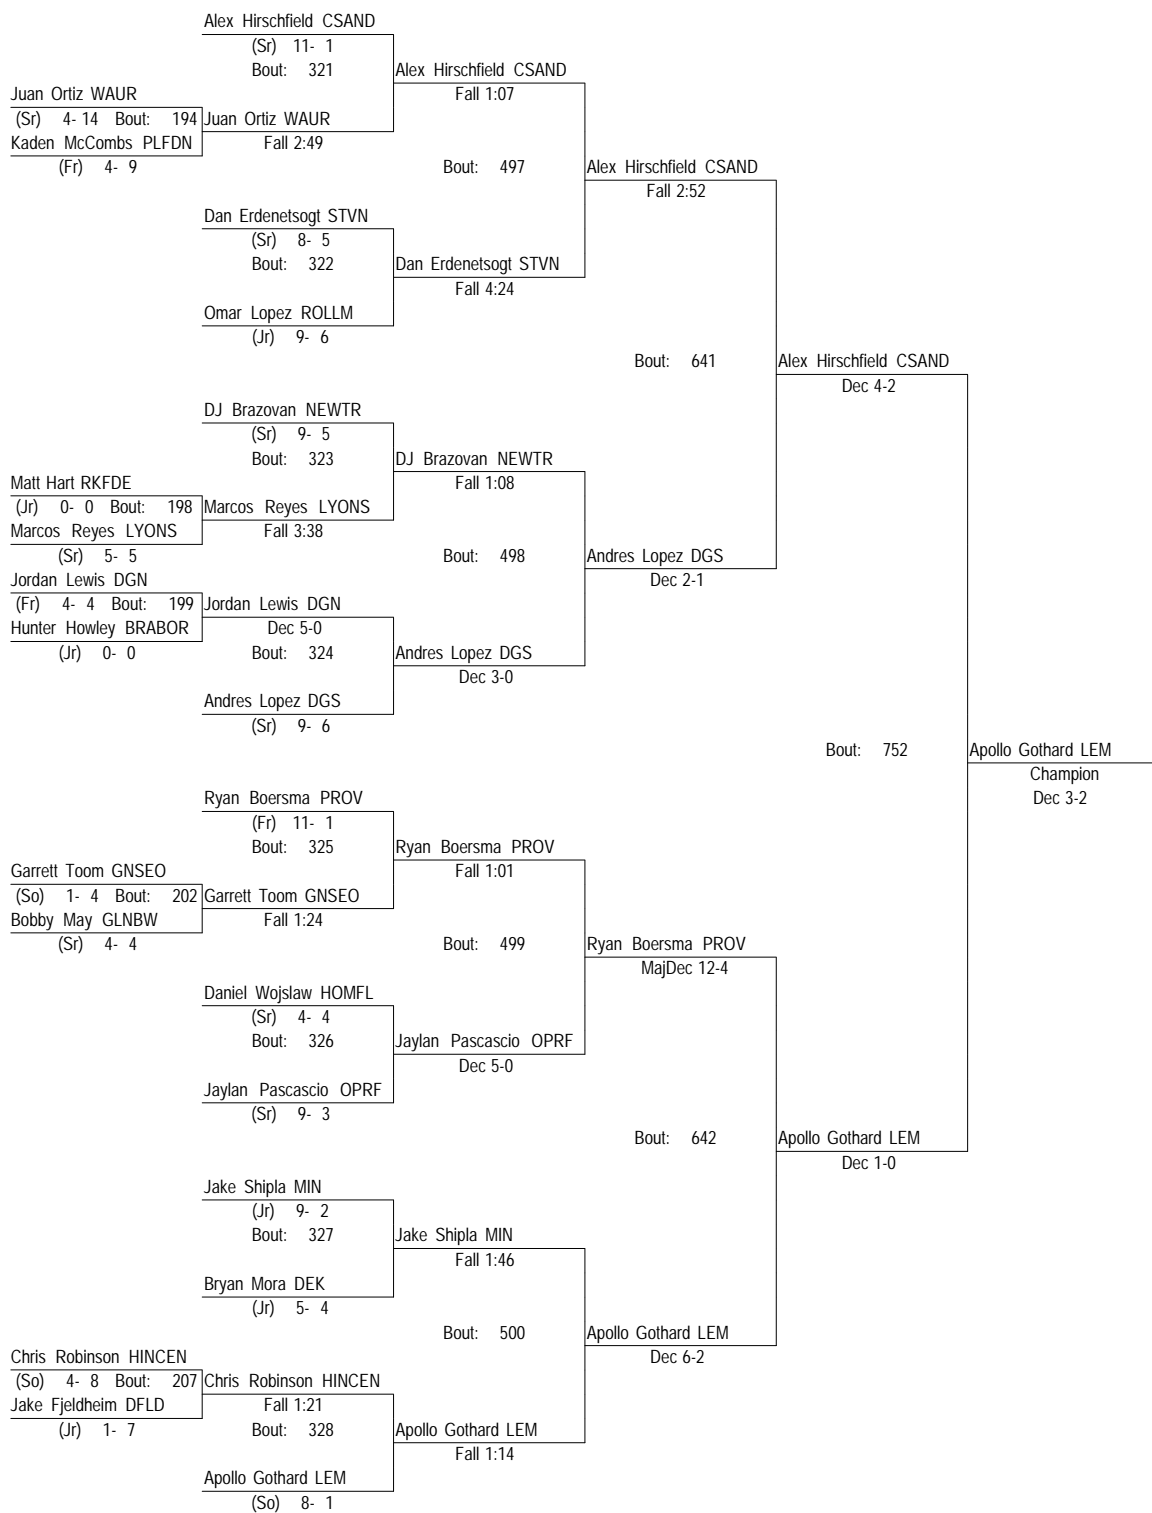 Alex Hirschfield CSAND
(Sr) 11- 1
Bout: 321
Alex Hirschfield CSAND
Juan Ortiz WAUR
Fall 1:07
(Sr) 4- 14 Bout: 194 Juan Ortiz WAUR
Kaden McCombs PLFDN
Fall 2:49
(Fr) 4- 9
Bout: 497
Alex Hirschfield CSAND
Fall 2:52
Dan Erdenetsogt STVN
(Sr) 8- 5
Bout: 322
Dan Erdenetsogt STVN
Fall 4:24
Omar Lopez ROLLM
(Jr) 9- 6
Bout: 641
Alex Hirschfield CSAND
Dec 4-2
DJ Brazovan NEWTR
(Sr) 9- 5
Bout: 323
DJ Brazovan NEWTR
Matt Hart RKFDE
Fall 1:08
(Jr) 0- 0 Bout: 198 Marcos Reyes LYONS
Marcos Reyes LYONS
Fall 3:38
(Sr) 5- 5
Bout: 498
Andres Lopez DGS
Jordan Lewis DGN
Dec 2-1
(Fr) 4- 4 Bout: 199 Jordan Lewis DGN
Hunter Howley BRABOR
Dec 5-0
(Jr) 0- 0
Bout: 324
Andres Lopez DGS
Dec 3-0
Andres Lopez DGS
(Sr) 9- 6
Bout: 752
Apollo Gothard LEM
Champion
Dec 3-2
Ryan Boersma PROV
(Fr) 11- 1
Bout: 325
Ryan Boersma PROV
Garrett Toom GNSEO
Fall 1:01
(So) 1- 4 Bout: 202 Garrett Toom GNSEO
Bobby May GLNBW
Fall 1:24
(Sr) 4- 4
Bout: 499
Ryan Boersma PROV
MajDec 12-4
Daniel Wojslaw HOMFL
(Sr) 4- 4
Bout: 326
Jaylan Pascascio OPRF
Dec 5-0
Jaylan Pascascio OPRF
(Sr) 9- 3
Bout: 642
Apollo Gothard LEM
Dec 1-0
Jake Shipla MIN
(Jr) 9- 2
Bout: 327
Jake Shipla MIN
Fall 1:46
Bryan Mora DEK
(Jr) 5- 4
Bout: 500
Apollo Gothard LEM
Dec 6-2
Chris Robinson HINCEN
(So) 4- 8 Bout: 207 Chris Robinson HINCEN
Jake Fjeldheim DFLD
Fall 1:21
(Jr) 1- 7
Bout: 328
Apollo Gothard LEM
Fall 1:14
Apollo Gothard LEM
(So) 8- 1